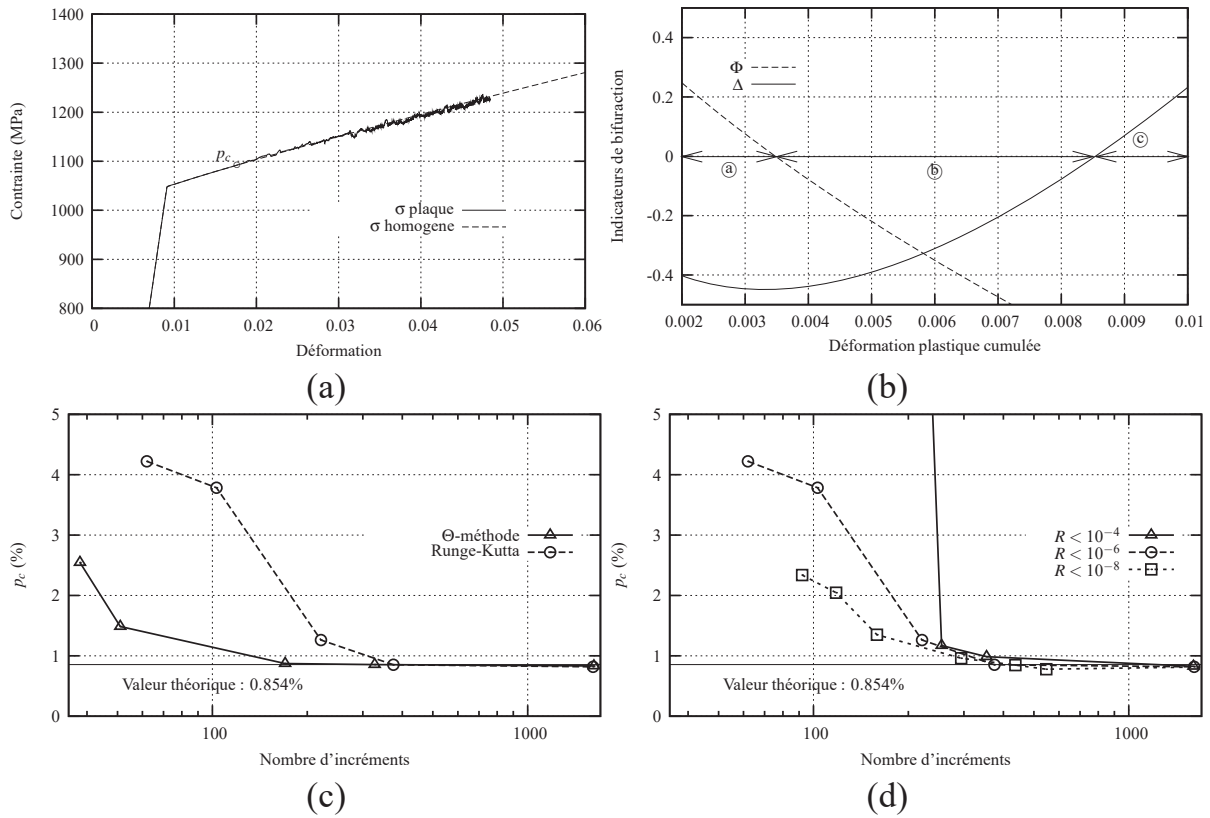 1400
1300
1200
1100
1000
900
800
Contrainte (MPa)
p_c
σ plaque
σ homogene
0 0.01 0.02 0.03 0.04 0.05 0.06
Déformation
(a)
0.4
0.2
0
-0.2
-0.4
Indicateurs de bifuraction
Φ
Δ
ⓐ
ⓑ
ⓒ
0.002 0.003 0.004 0.005 0.006 0.007 0.008 0.009 0.01
Déformation plastique cumulée
(b)
5
4
3
2
1
0
p_c (%)
Θ-méthode
Runge-Kutta
Valeur théorique : 0.854%
100 1000
Nombre d'incréments
(c)
5
4
3
2
1
0
p_c (%)
R < 10⁻⁴
R < 10⁻⁶
R < 10⁻⁸
Valeur théorique : 0.854%
100 1000
Nombre d'incréments
(d)